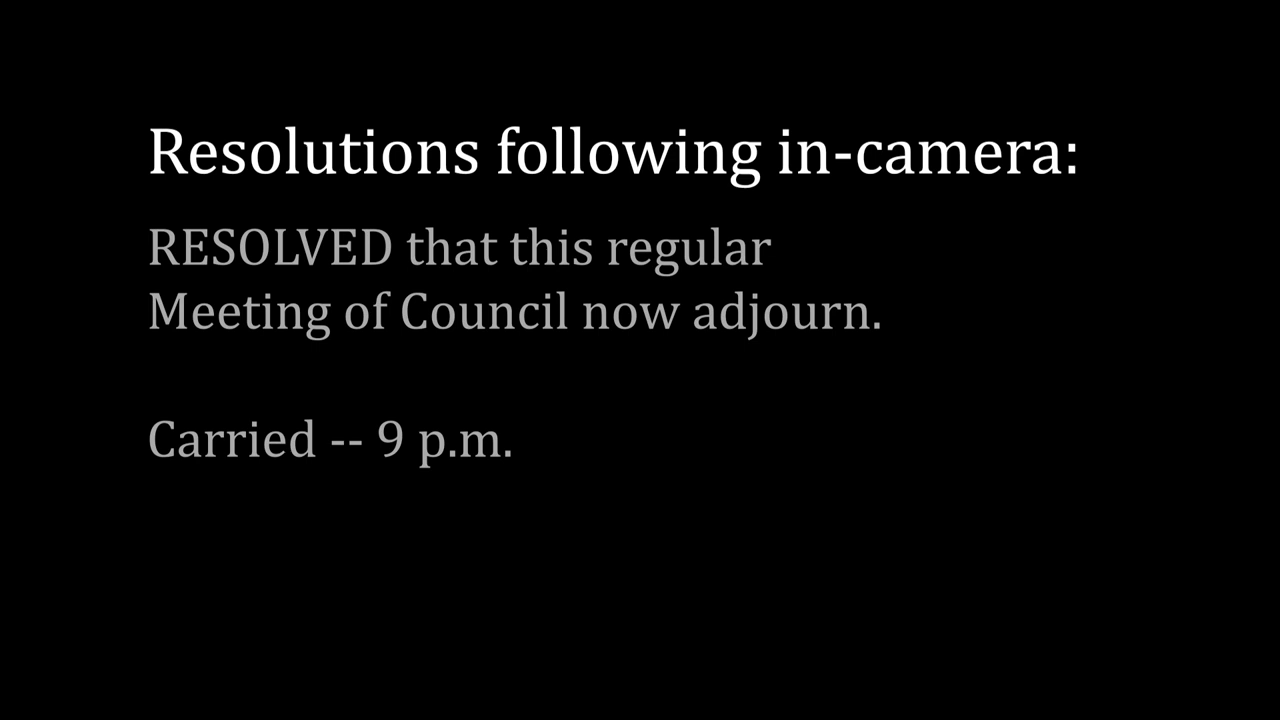 Resolutions following in-camera:
RESOLVED that this regular
Meeting of Council now adjourn.
Carried -- 9 p.m.